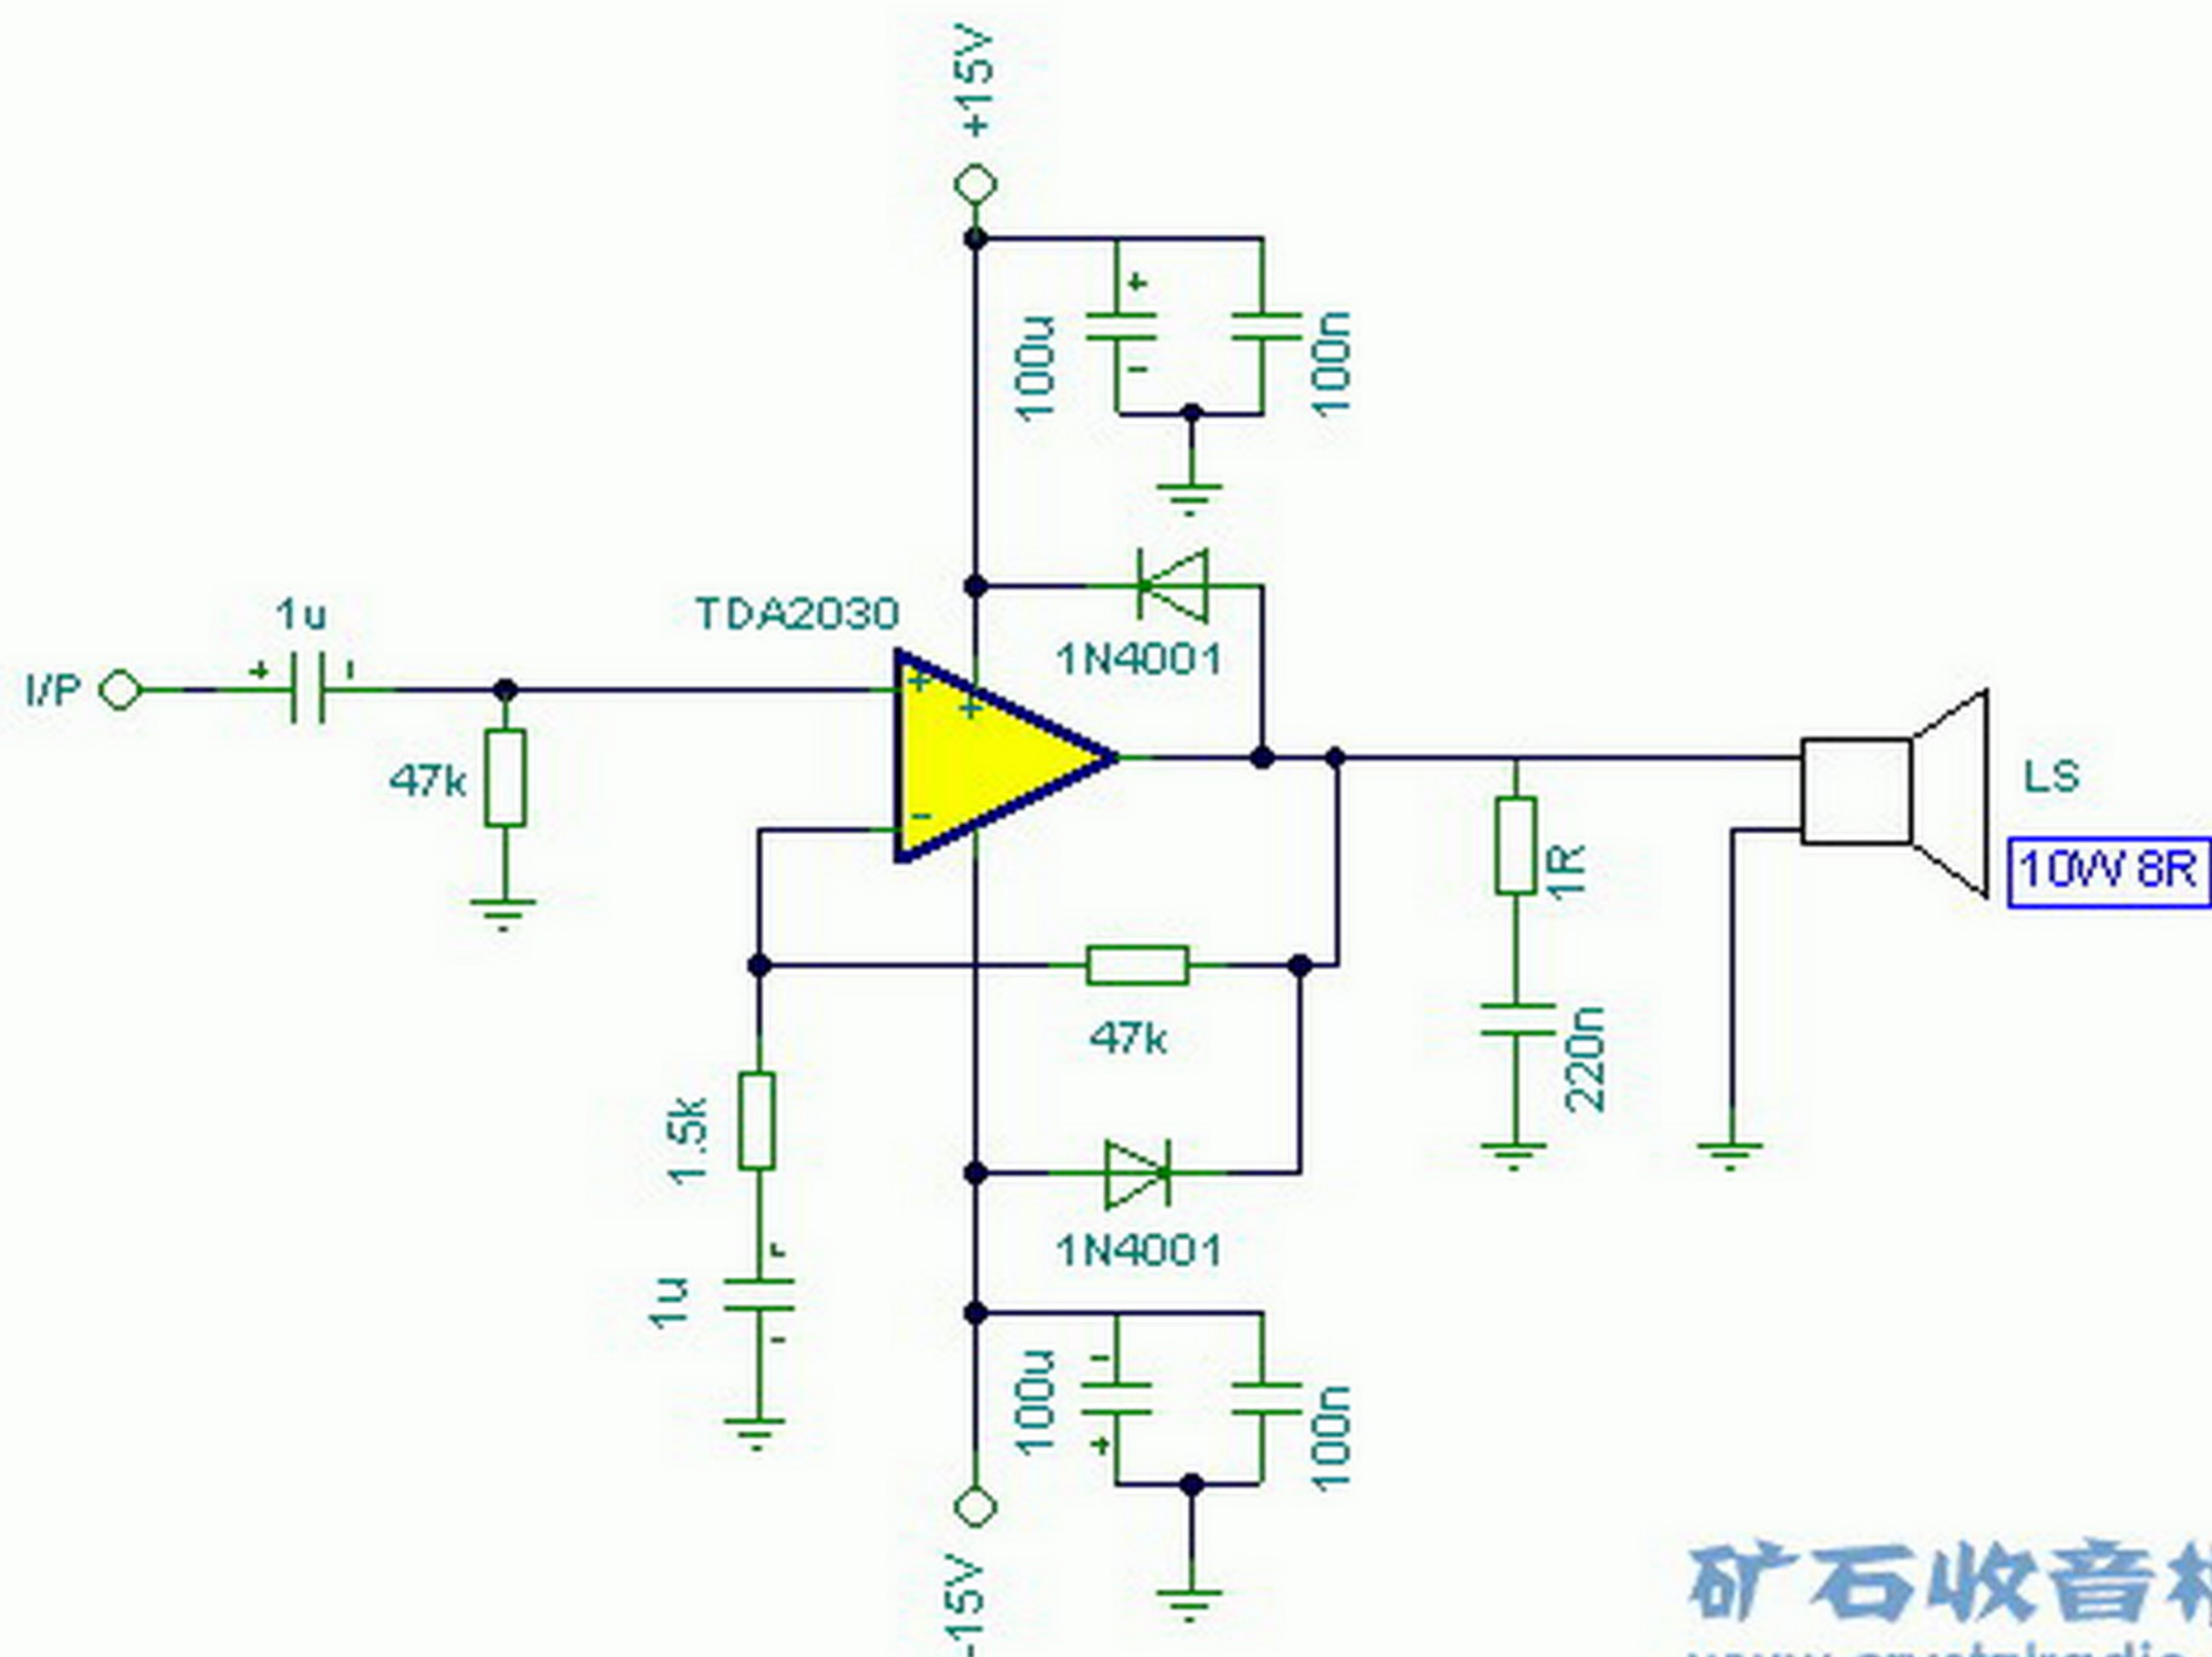 +15V
100u
100n
1u
TDA2030
1N4001
I/P
47k
LS
10W 8R
1R
47k
220n
1.5k
1N4001
1u
100u
100n
-15V
矿石收音机